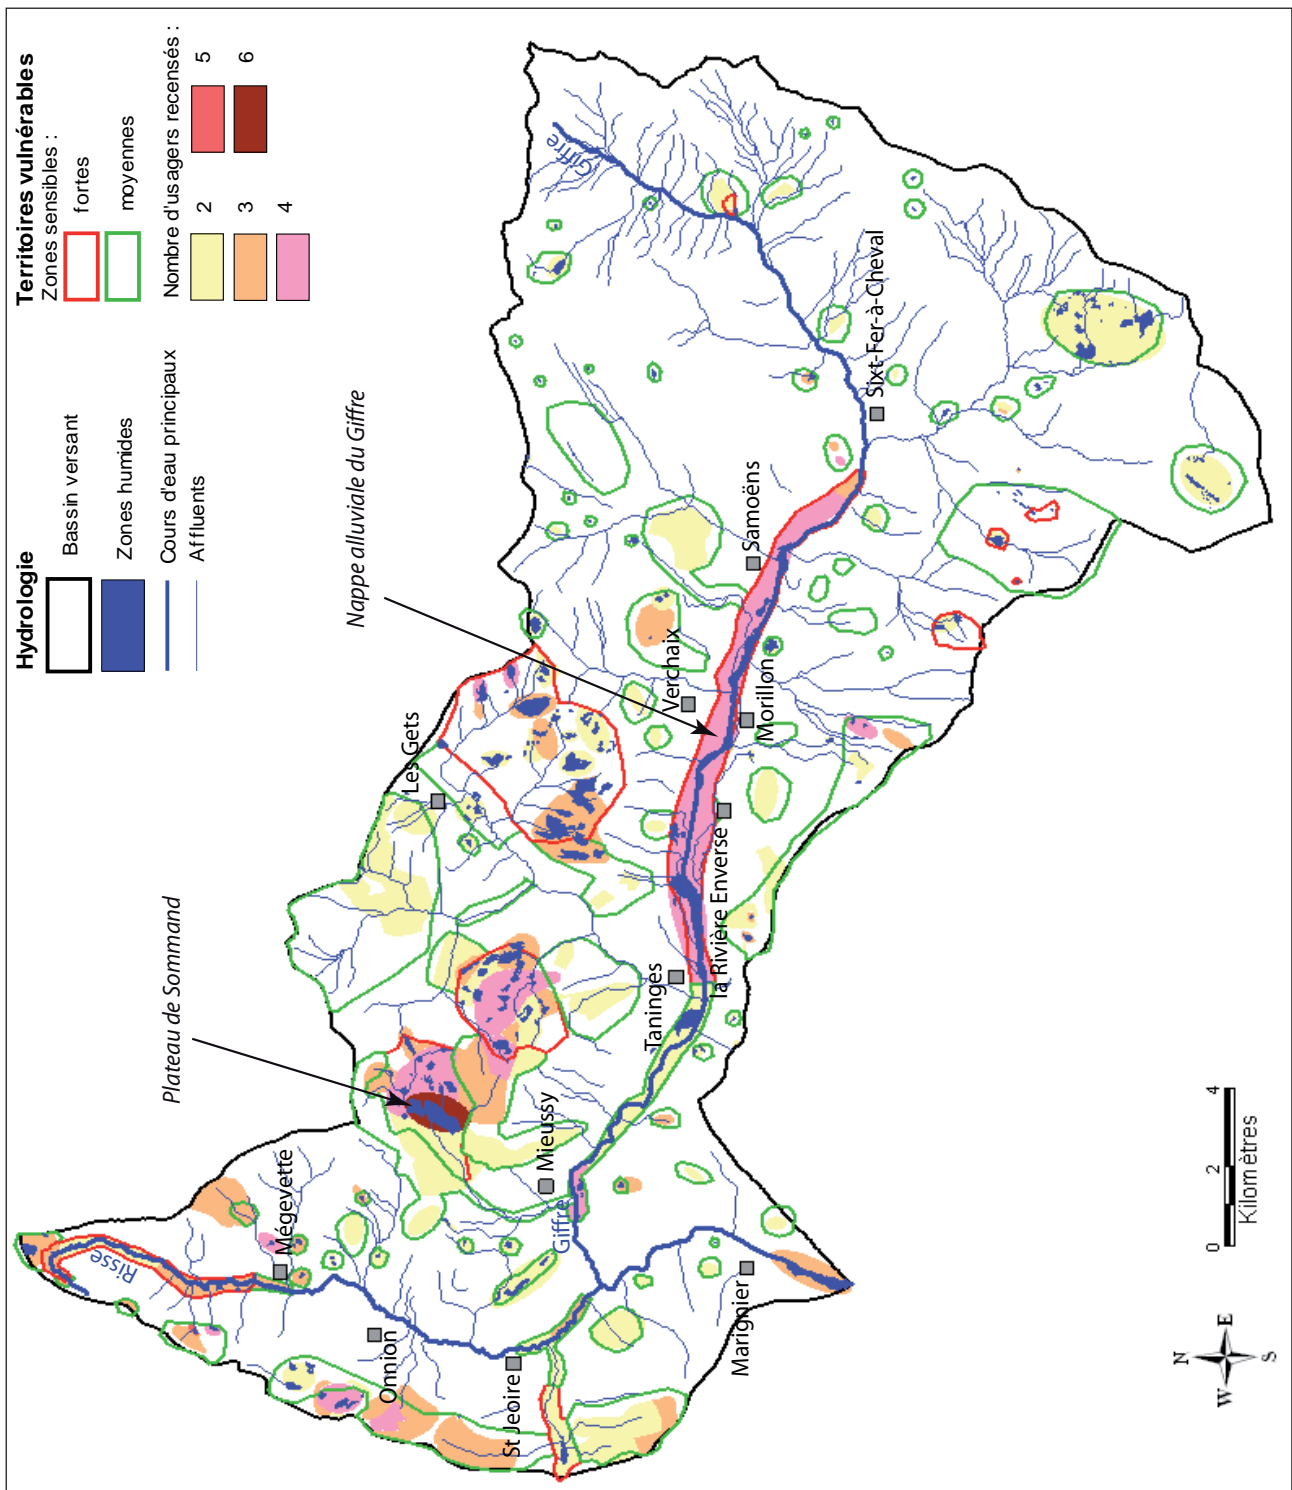 Hydrologie
Bassin versant
Zones humides
Cours d'eau principaux
Affluents
Territoires vulnérables
Zones sensibles :
fortes
moyennes
Nombre d'usagers recensés :
2
3
4
5
6
Plateau de Sommand
Nappe alluviale du Giffre
Les Gets
Mégevette
Risse
Onnion
St Jeoire
Mieussy
Giffre
Marignier
Taninges
la Rivière Enverse
Verchaix
Morillon
Samoëns
Sixt-Fer-à-Cheval
Giffre
N
W E
S
0 2 4
Kilomètres